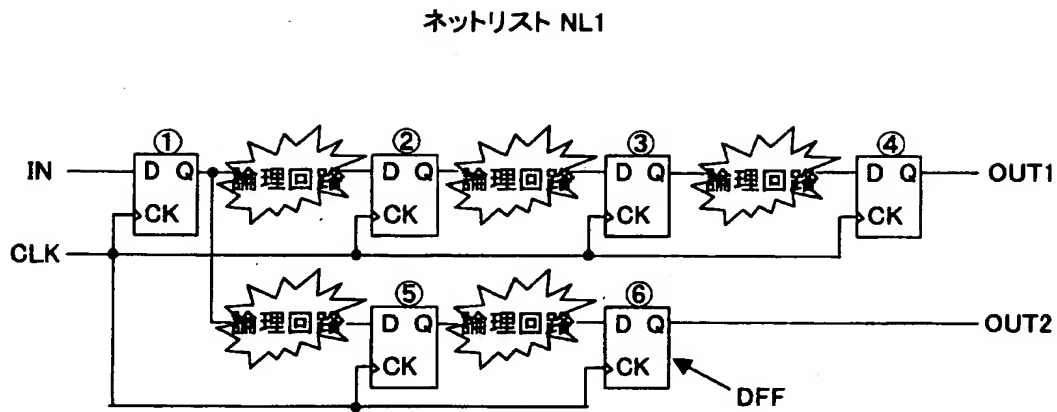 ネットリスト NL1
① ② ③ ④
IN D Q 論理回路 D Q 論理回路 D Q 論理回路 D Q OUT1
CK CK CK CK
CLK
⑤ ⑥
論理回路 D Q 論理回路 D Q OUT2
CK CK
DFF